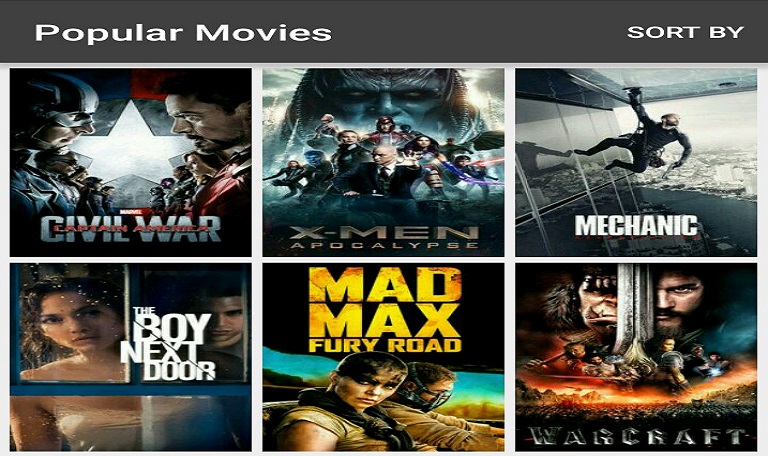 Popular Movies
SORT BY
MARVEL
CAPTAIN AMERICA
CIVIL WAR
X-MEN
APOCALYPSE
MECHANIC
THE
BOY
NEXT
DOOR
MAD
MAX
FURY ROAD
WARCRAFT